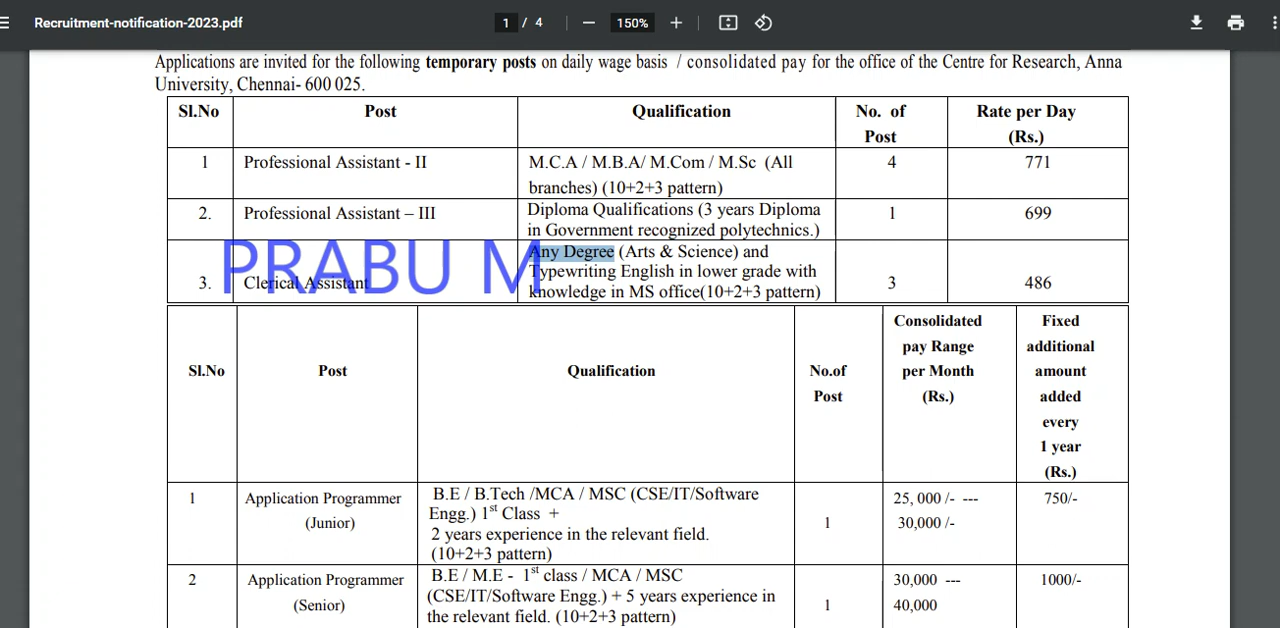 Recruitment-notification-2023.pdf
1 / 4
150%
Applications are invited for the following temporary posts on daily wage basis / consolidated pay for the office of the Centre for Research, Anna
University, Chennai- 600 025.
Sl.No Post Qualification No. of Post Rate per Day (Rs.)
1 Professional Assistant - II M.C.A / M.B.A/ M.Com / M.Sc (All 4 771
branches) (10+2+3 pattern)
2. Professional Assistant – III Diploma Qualifications (3 years Diploma 1 699
in Government recognized polytechnics.)
PRABU M
Any Degree (Arts & Science) and
Typewriting English in lower grade with
3. Clerical Assistant knowledge in MS office(10+2+3 pattern) 3 486
Sl.No Post Qualification No.of Post
Consolidated
pay Range
per Month
(Rs.)
Fixed
additional
amount
added
every
1 year
(Rs.)
1 Application Programmer B.E / B.Tech /MCA / MSC (CSE/IT/Software 25, 000 /- --- 750/-
(Junior) Engg.) 1st Class + 1 30,000 /-
2 years experience in the relevant field.
(10+2+3 pattern)
2 Application Programmer B.E / M.E - 1st class / MCA / MSC 30,000 --- 1000/-
(Senior) (CSE/IT/Software Engg.) + 5 years experience in 1 40,000
the relevant field. (10+2+3 pattern)